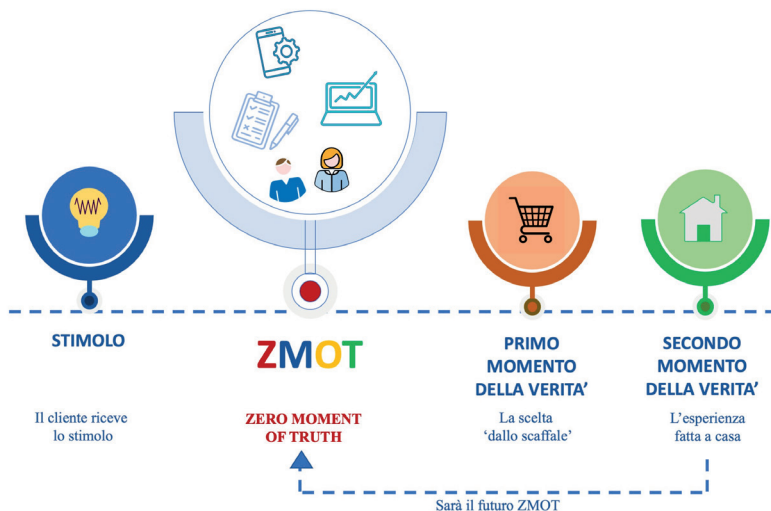 STIMOLO
Il cliente riceve
lo stimolo
ZMOT
ZERO MOMENT
OF TRUTH
PRIMO
MOMENTO
DELLA VERITA’
La scelta
‘dallo scaffale’
SECONDO
MOMENTO
DELLA VERITA’
L’esperienza
fatta a casa
Sarà il futuro ZMOT